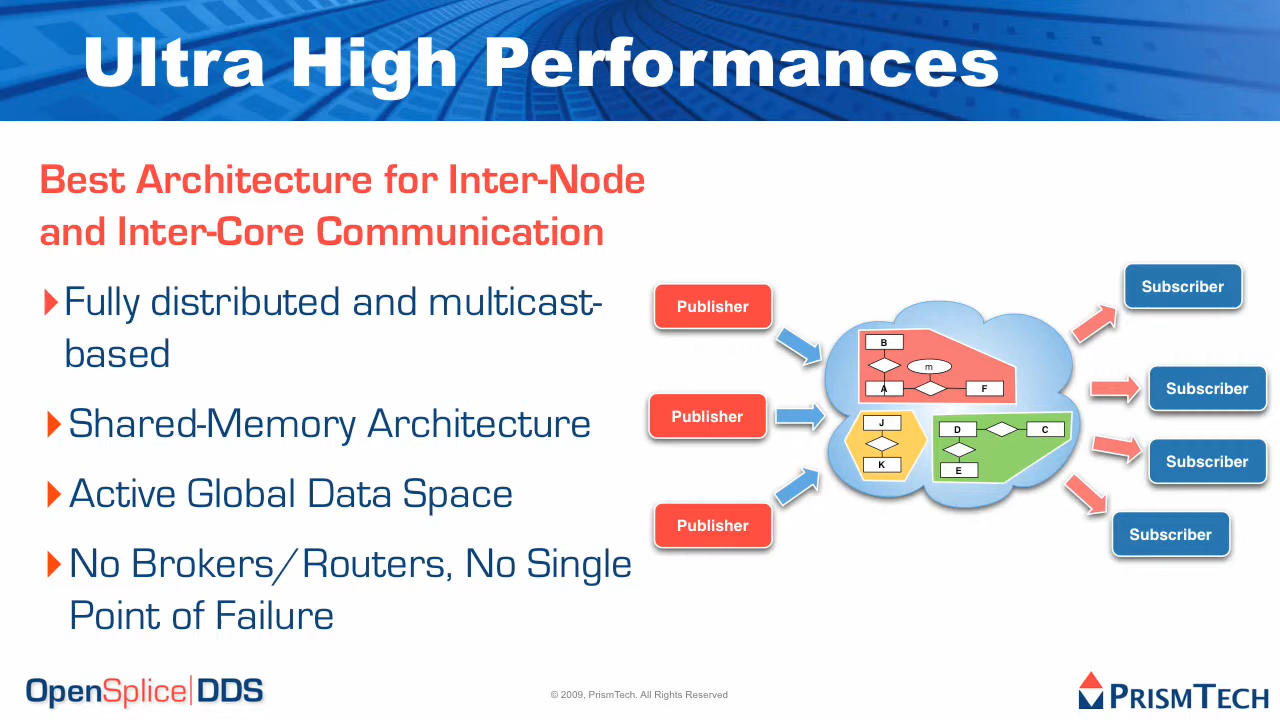 Ultra High Performances
Best Architecture for Inter-Node
and Inter-Core Communication
Fully distributed and multicast-
based
Shared-Memory Architecture
Active Global Data Space
No Brokers/Routers, No Single
Point of Failure
Publisher
Publisher
Publisher
B
m
A
F
J
K
D
C
E
Subscriber
Subscriber
Subscriber
Subscriber
OpenSplice|DDS
© 2009, PrismTech. All Rights Reserved
PRISMTECH